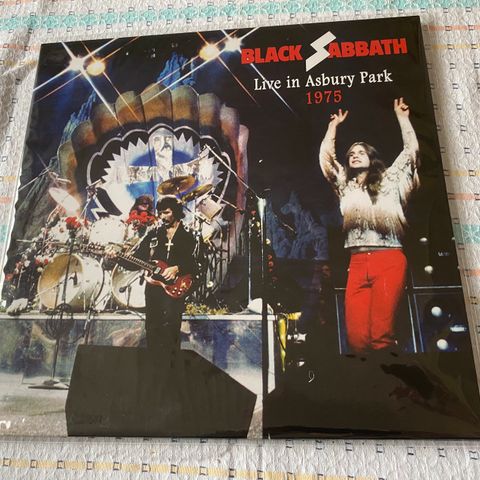 BLACK SABBATH
Live in Asbury Park
1975